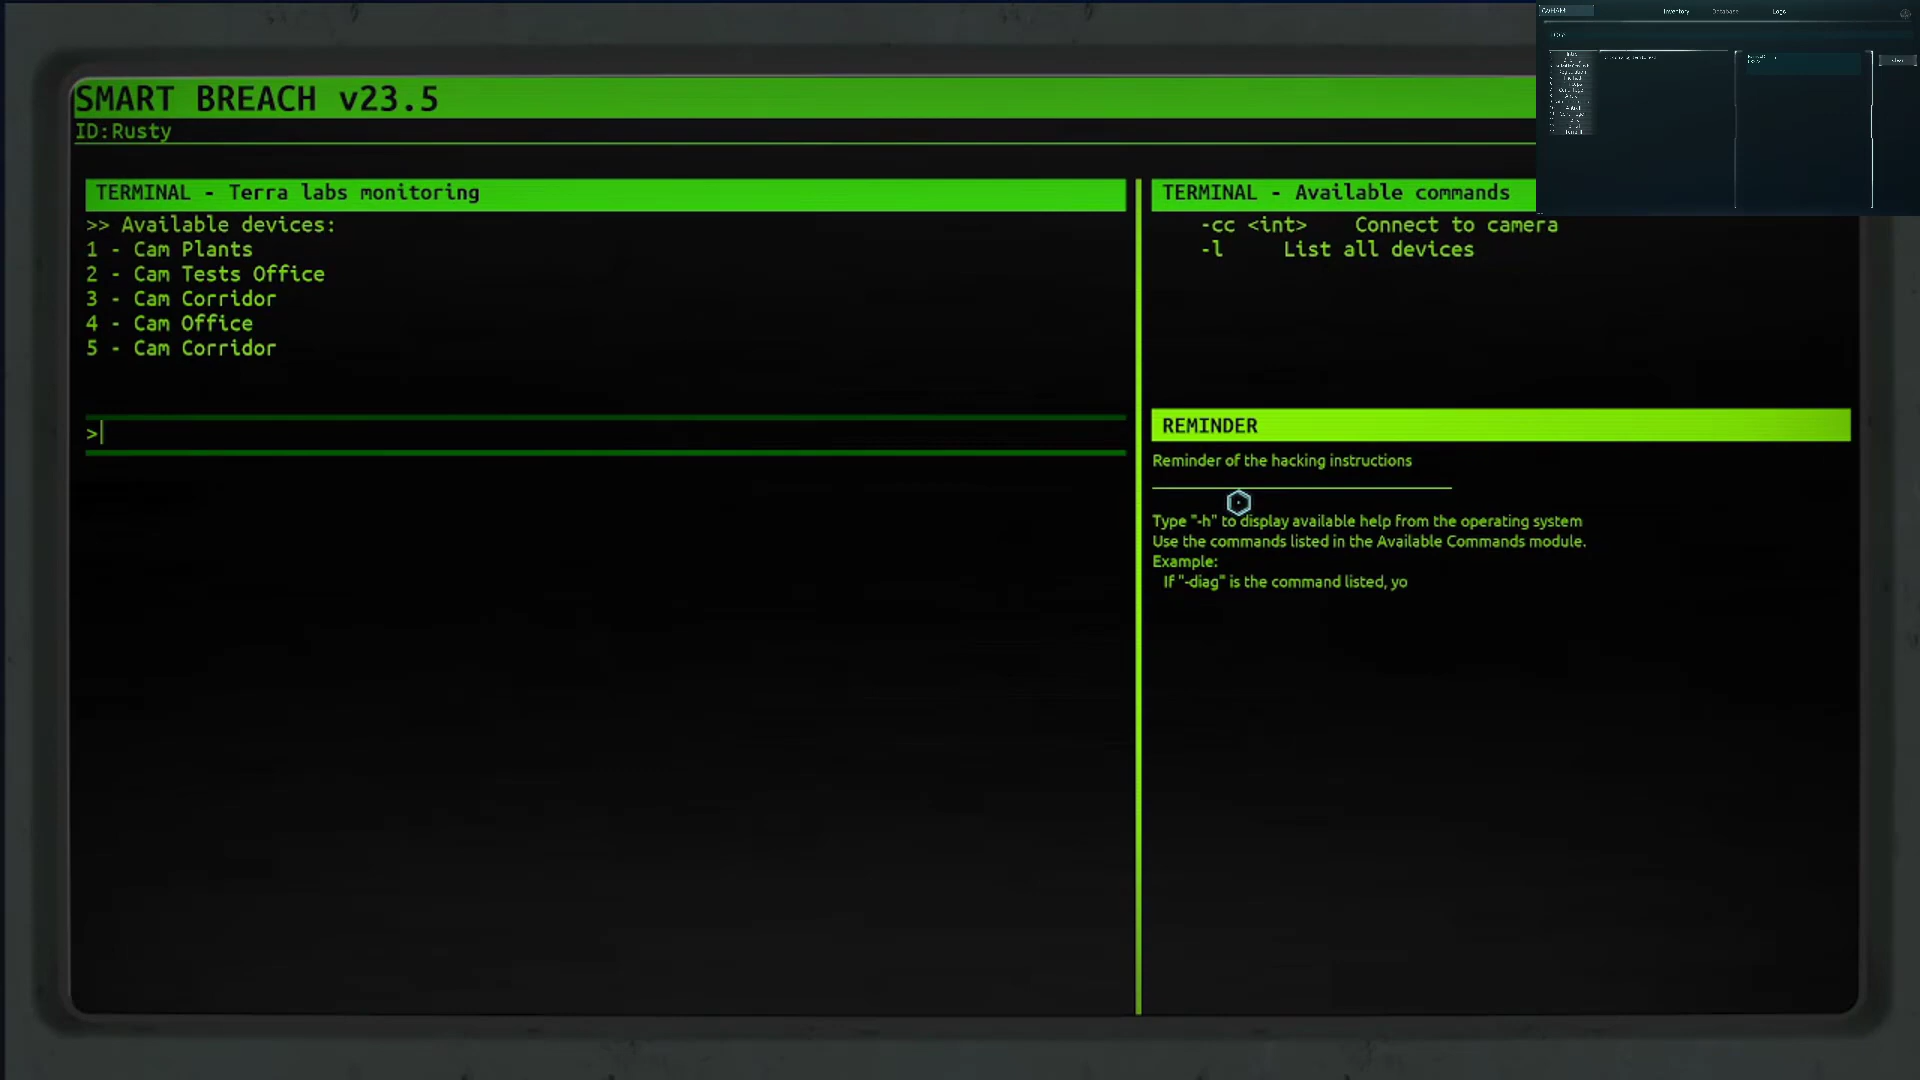 SMART BREACH v23.5
ID:Rusty
TERMINAL - Terra labs monitoring
>> Available devices:
1 - Cam Plants
2 - Cam Tests Office
3 - Cam Corridor
4 - Cam Office
5 - Cam Corridor
>
TERMINAL - Available commands
-cc <int> Connect to camera
-l List all devices
REMINDER
Reminder of the hacking instructions
Type "-h" to display available help from the operating system
Use the commands listed in the Available Commands module.
Example:
If "-diag" is the command listed, yo
Inventory Database Logs